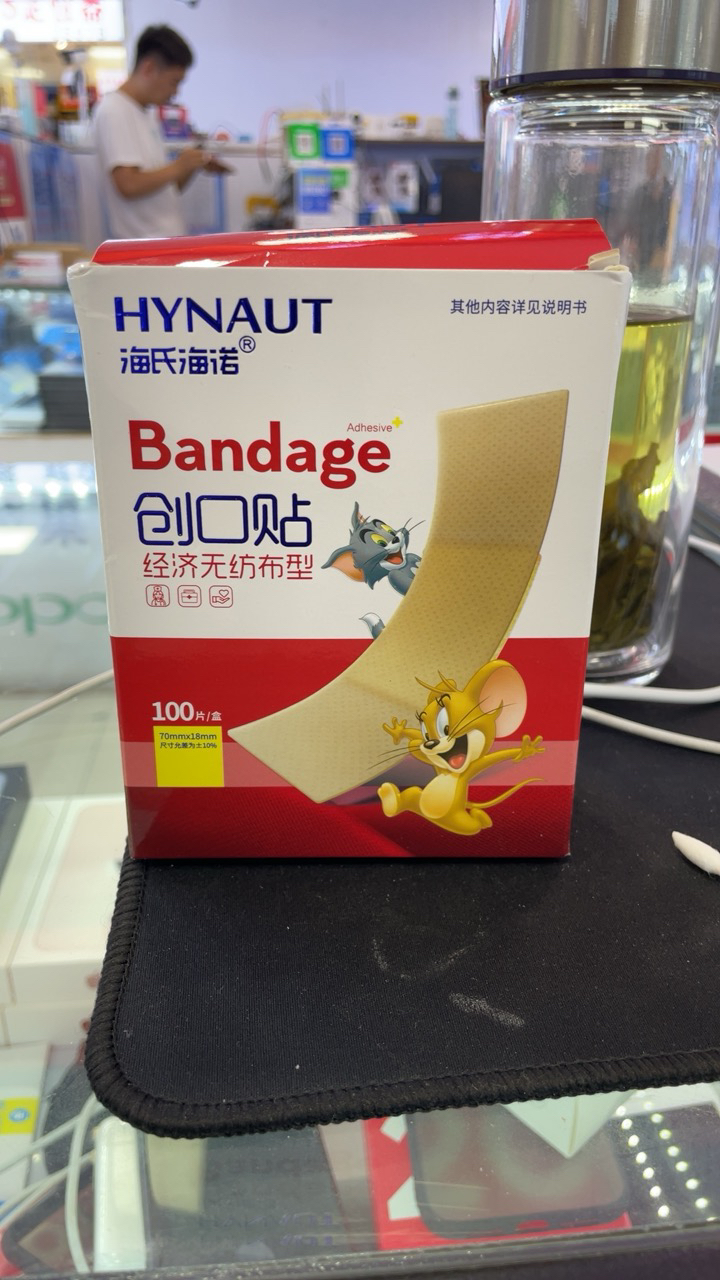 HYNAUT
海氏海诺®
其他内容详见说明书
Adhesive
Bandage
创口贴
经济无纺布型
100片/盒
70mmx18mm
尺寸允差为±10%